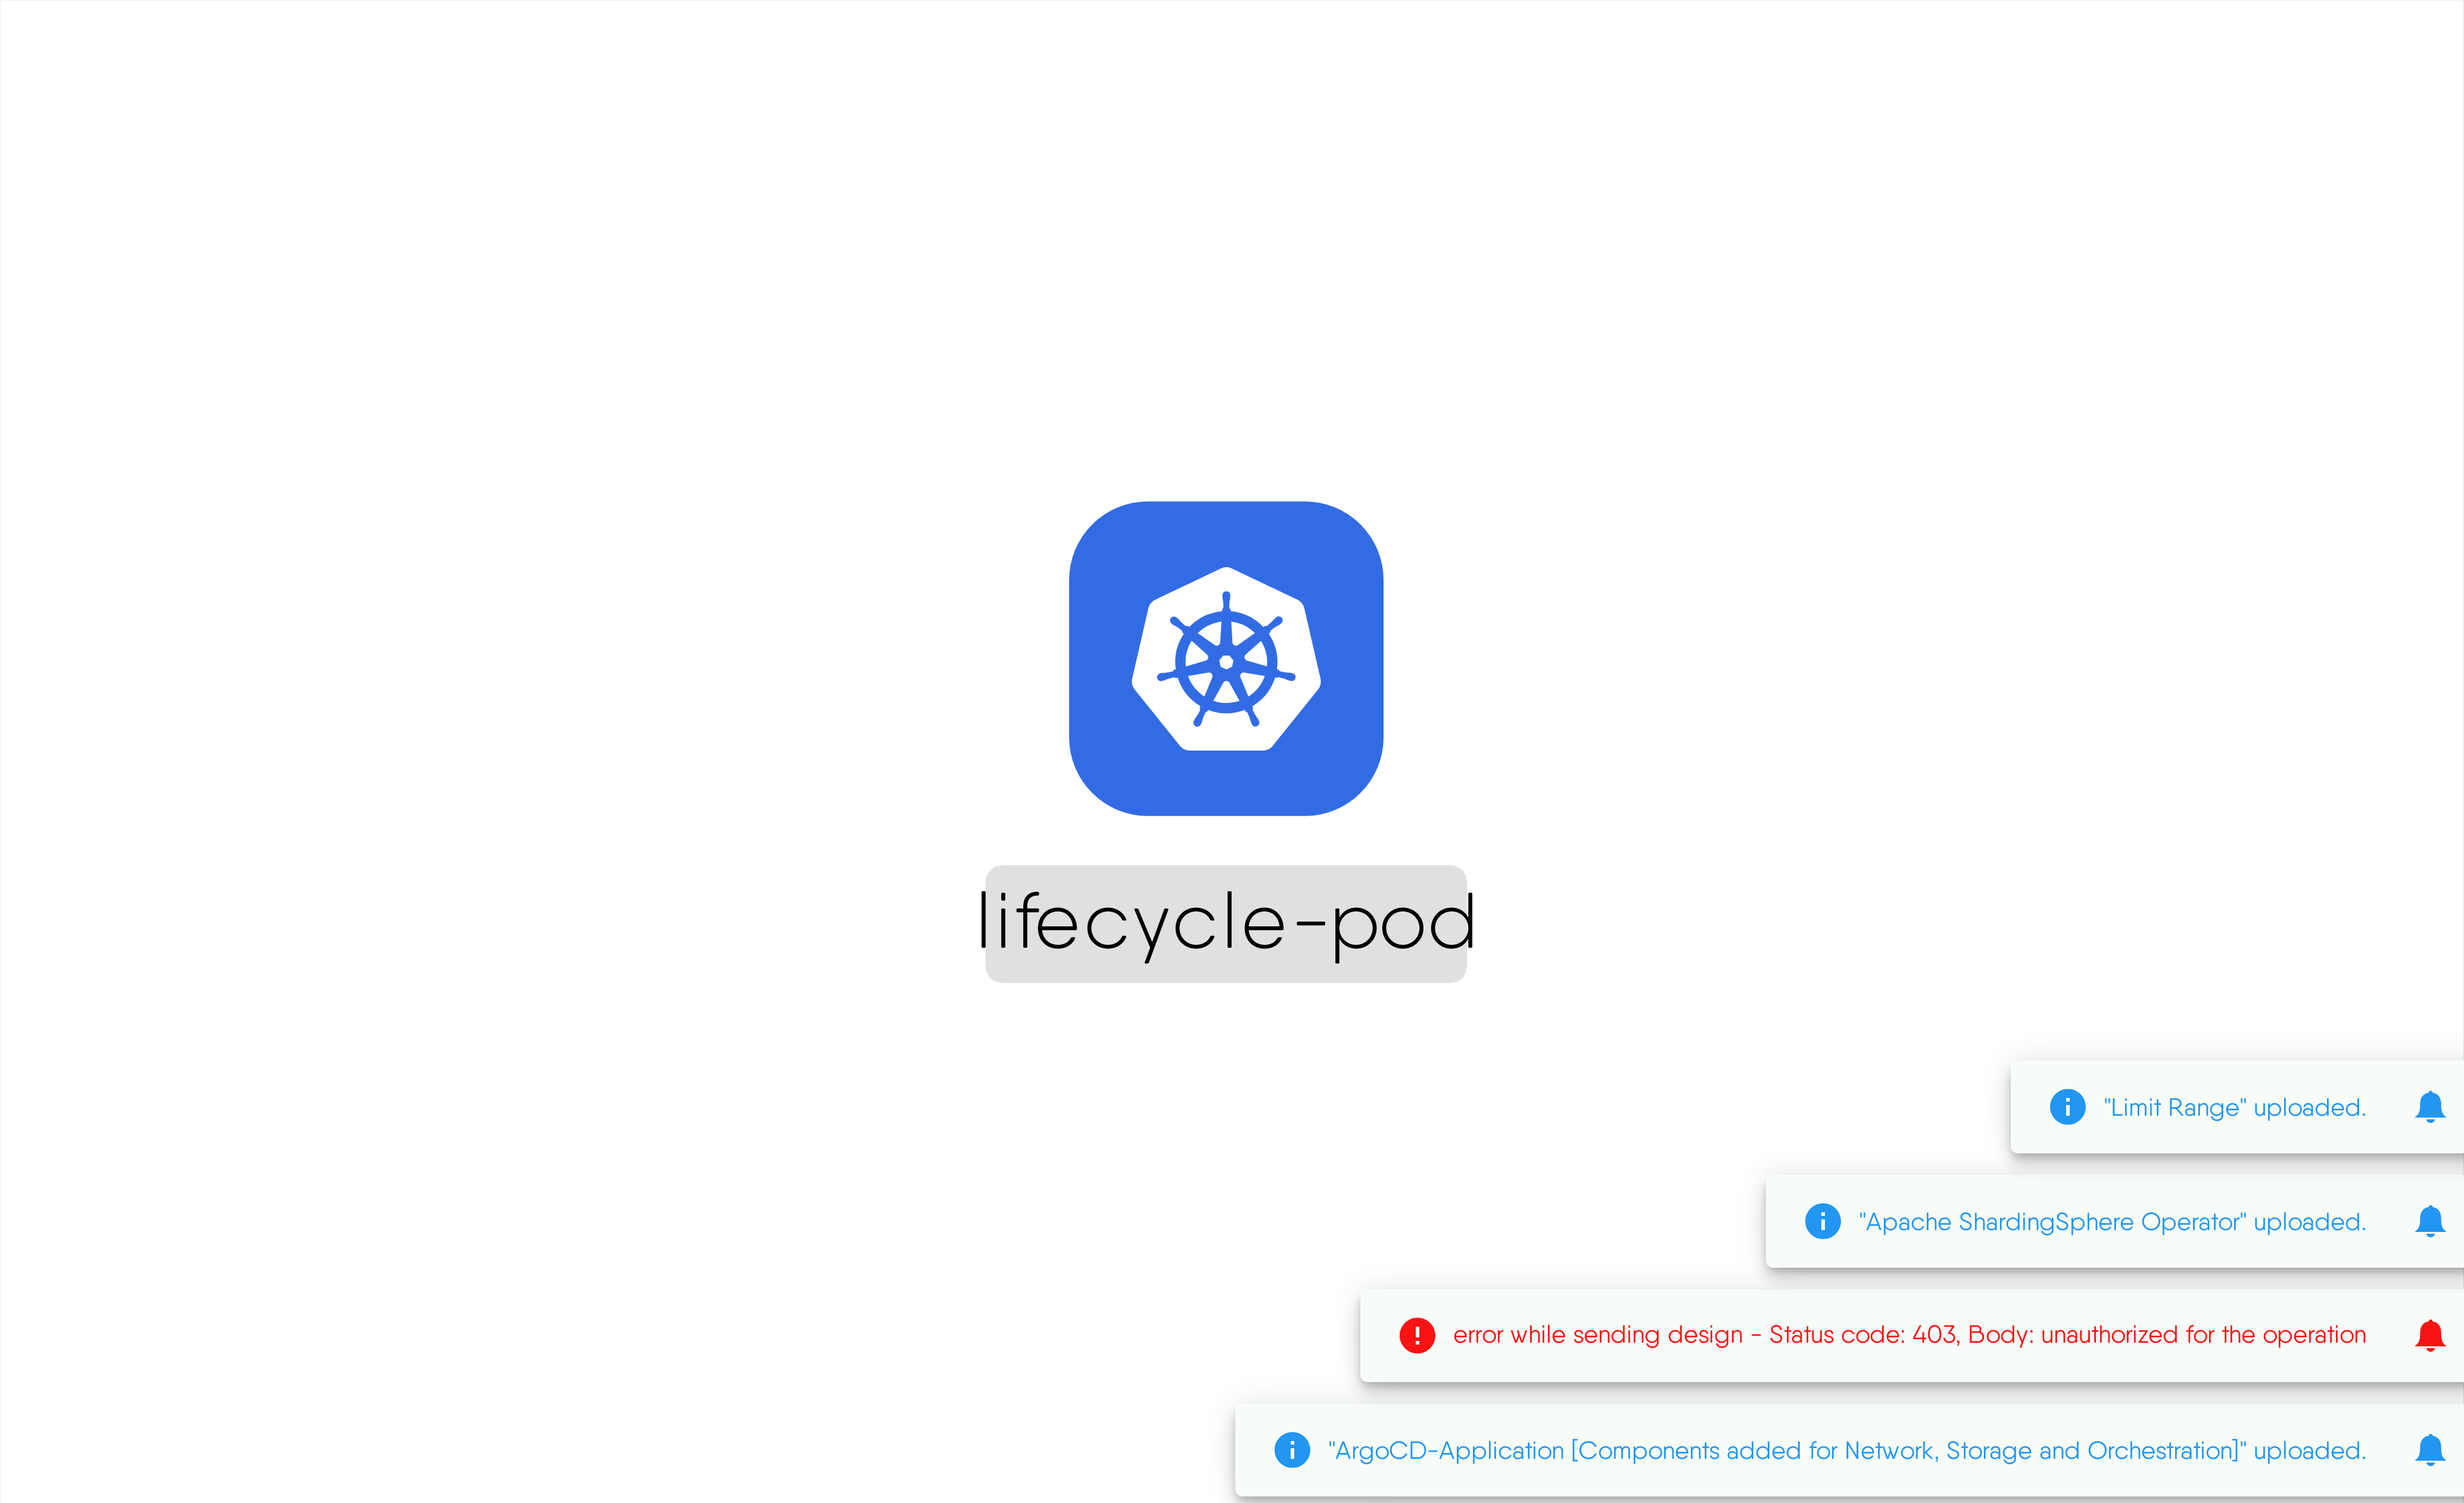 lifecycle-pod
"Limit Range" uploaded.
"Apache ShardingSphere Operator" uploaded.
error while sending design - Status code: 403, Body: unauthorized for the operation
"ArgoCD-Application [Components added for Network, Storage and Orchestration]" uploaded.